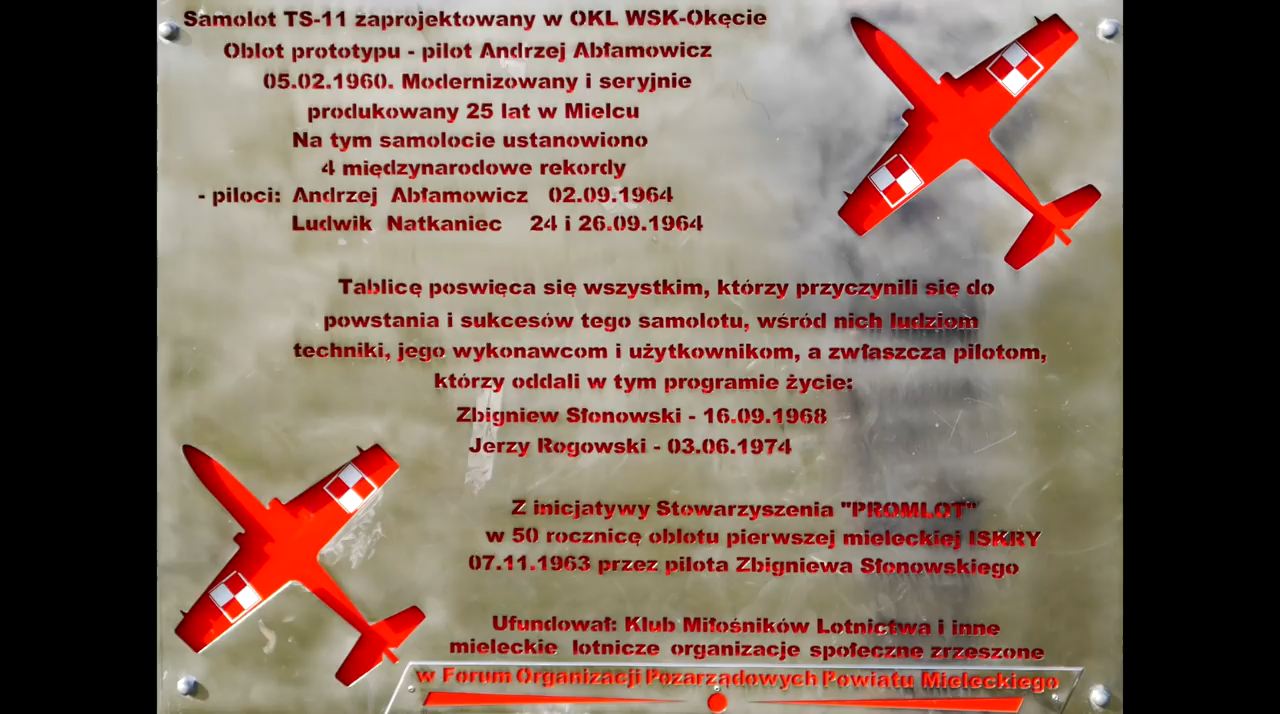 Samolot TS-11 zaprojektowany w OKL WSK-Okęcie
Oblot prototypu - pilot Andrzej Abłamowicz
05.02.1960. Modernizowany i seryjnie
produkowany 25 lat w Mielcu
Na tym samolocie ustanowiono
4 międzynarodowe rekordy
- piloci: Andrzej Abłamowicz 02.09.1964
Ludwik Natkaniec 24 i 26.09.1964
Tablicę poswięca się wszystkim, którzy przyczynili się do
powstania i sukcesów tego samolotu, wśród nich ludziom
techniki, jego wykonawcom i użytkownikom, a zwłaszcza pilotom,
którzy oddali w tym programie życie:
Zbigniew Słonowski - 16.09.1968
Jerzy Rogowski - 03.06.1974
Z inicjatywy Stowarzyszenia "PROMLOT"
w 50 rocznicę oblotu pierwszej mieleckiej ISKRY
07.11.1963 przez pilota Zbigniewa Słonowskiego
Ufundował: Klub Miłośników Lotnictwa i inne
mieleckie lotnicze organizacje społeczne zrzeszone
w Forum Organizacji Pozarządowych Powiatu Mieleckiego